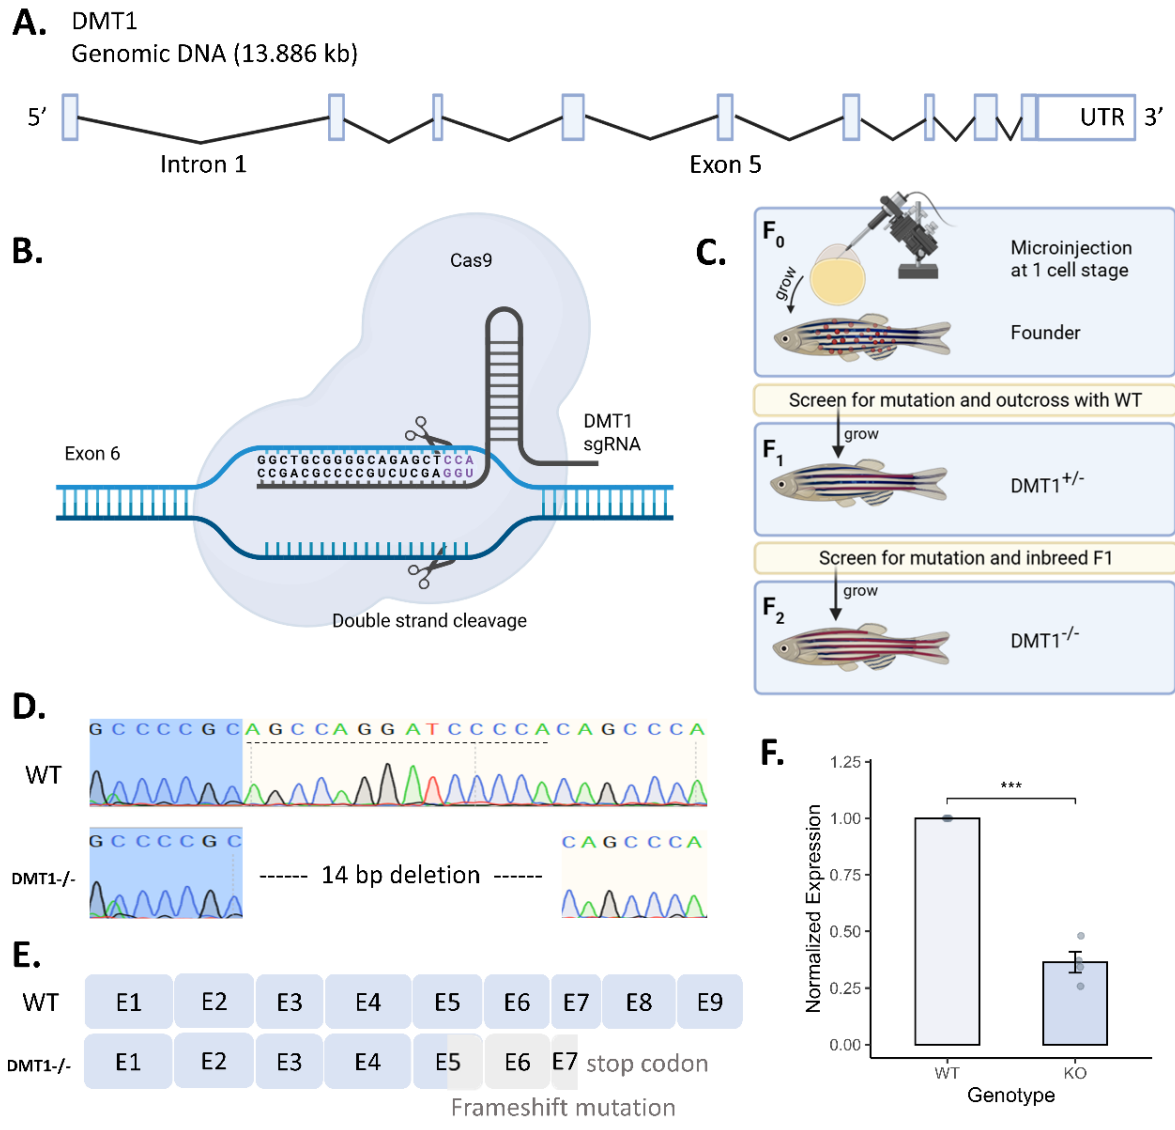 A. DMT1
Genomic DNA (13.886 kb)
5’
UTR
3’
Intron 1
Exon 5
B.
Cas9
DMT1
sgRNA
Exon 6
GGCTGCGGGGCAGAGCTCCA
CCGACGCCCCGUCUCGAGGU
Double strand cleavage
C.
F0
grow
Microinjection
at 1 cell stage
Founder
Screen for mutation and outcross with WT
grow
F1
DMT1+/-
Screen for mutation and inbreed F1
grow
F2
DMT1-/-
D.
GCCCCGCAGCCAGGATCCCCACAGCCCA
WT
GCCCCGC
CAGCCCA
DMT1-/-
------ 14 bp deletion ------
E.
WT
E1 E2 E3 E4 E5 E6 E7 E8 E9
DMT1-/-
E1 E2 E3 E4 E5 E6 E7 stop codon
Frameshift mutation
F.
Normalized Expression
1.25
1.00
0.75
0.50
0.25
0.00
***
WT
KO
Genotype